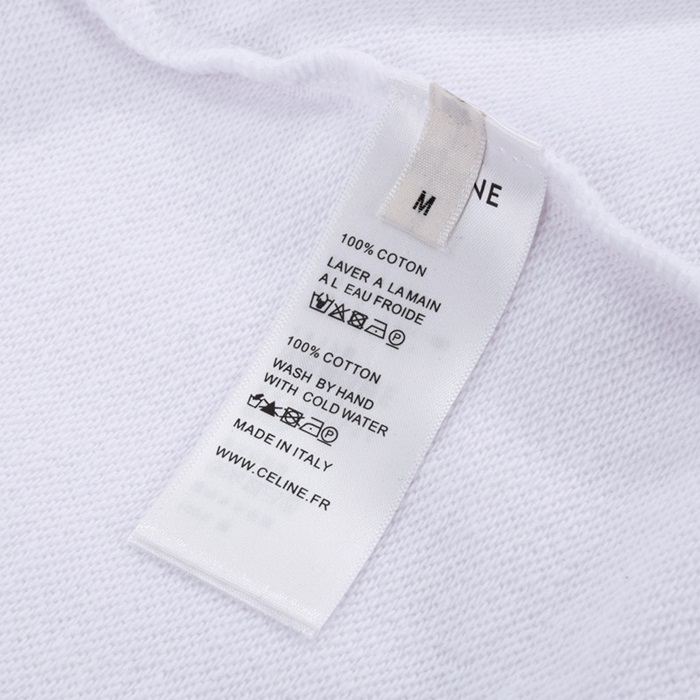 M
NE
100% COTON
LAVER A LA MAIN
A L EAU FROIDE
P
100% COTTON
WASH BY HAND
WITH COLD WATER
P
MADE IN ITALY
WWW.CELINE.FR